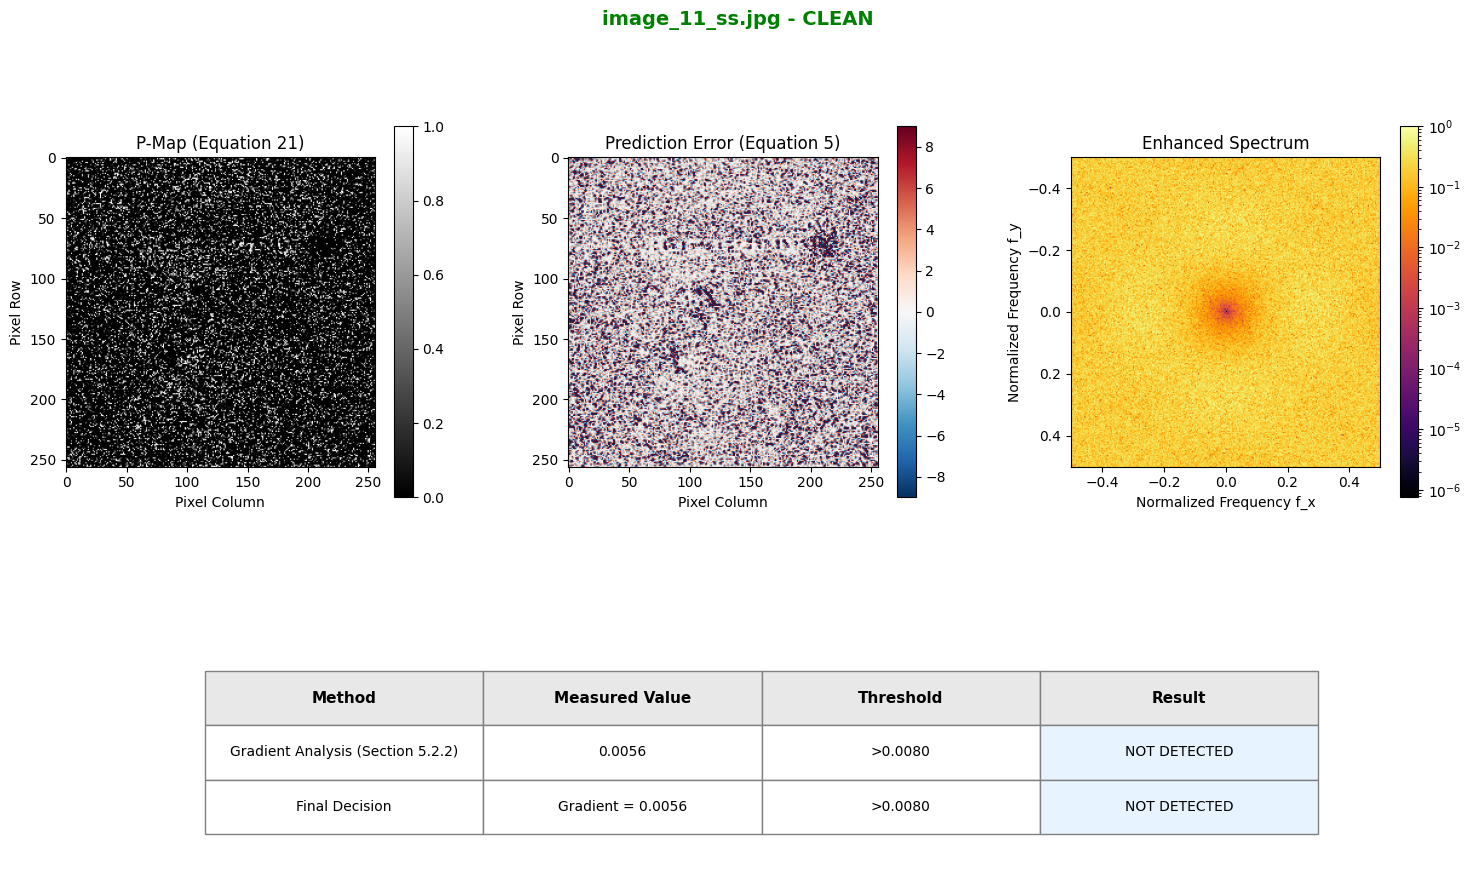 image_11_ss.jpg - CLEAN
P-Map (Equation 21)
0
50
100
150
200
250
Pixel Row
0 50 100 150 200 250
Pixel Column
1.0
0.8
0.6
0.4
0.2
0.0
Prediction Error (Equation 5)
0
50
100
150
200
250
Pixel Row
0 50 100 150 200 250
Pixel Column
8
6
4
2
0
−2
−4
−6
−8
Enhanced Spectrum
−0.4
−0.2
0.0
0.2
0.4
Normalized Frequency f_y
−0.4 −0.2 0.0 0.2 0.4
Normalized Frequency f_x
10⁰
10⁻¹
10⁻²
10⁻³
10⁻⁴
10⁻⁵
10⁻⁶
Method Measured Value Threshold Result
Gradient Analysis (Section 5.2.2) 0.0056 >0.0080 NOT DETECTED
Final Decision Gradient = 0.0056 >0.0080 NOT DETECTED